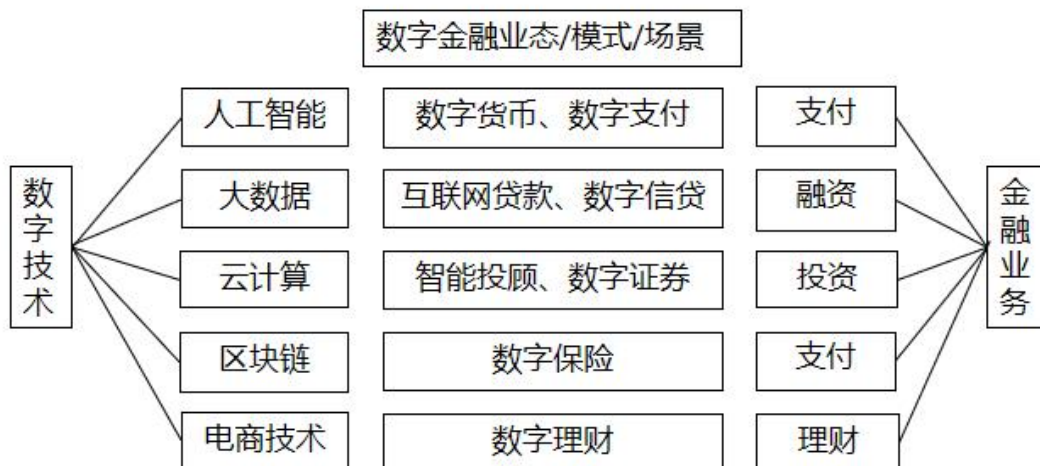 数字金融业态/模式/场景
人工智能 数字货币、数字支付 支付
大数据 互联网贷款、数字信贷 融资
云计算 智能投顾、数字证券 投资
区块链 数字保险 支付
电商技术 数字理财 理财
数字技术
金融业务